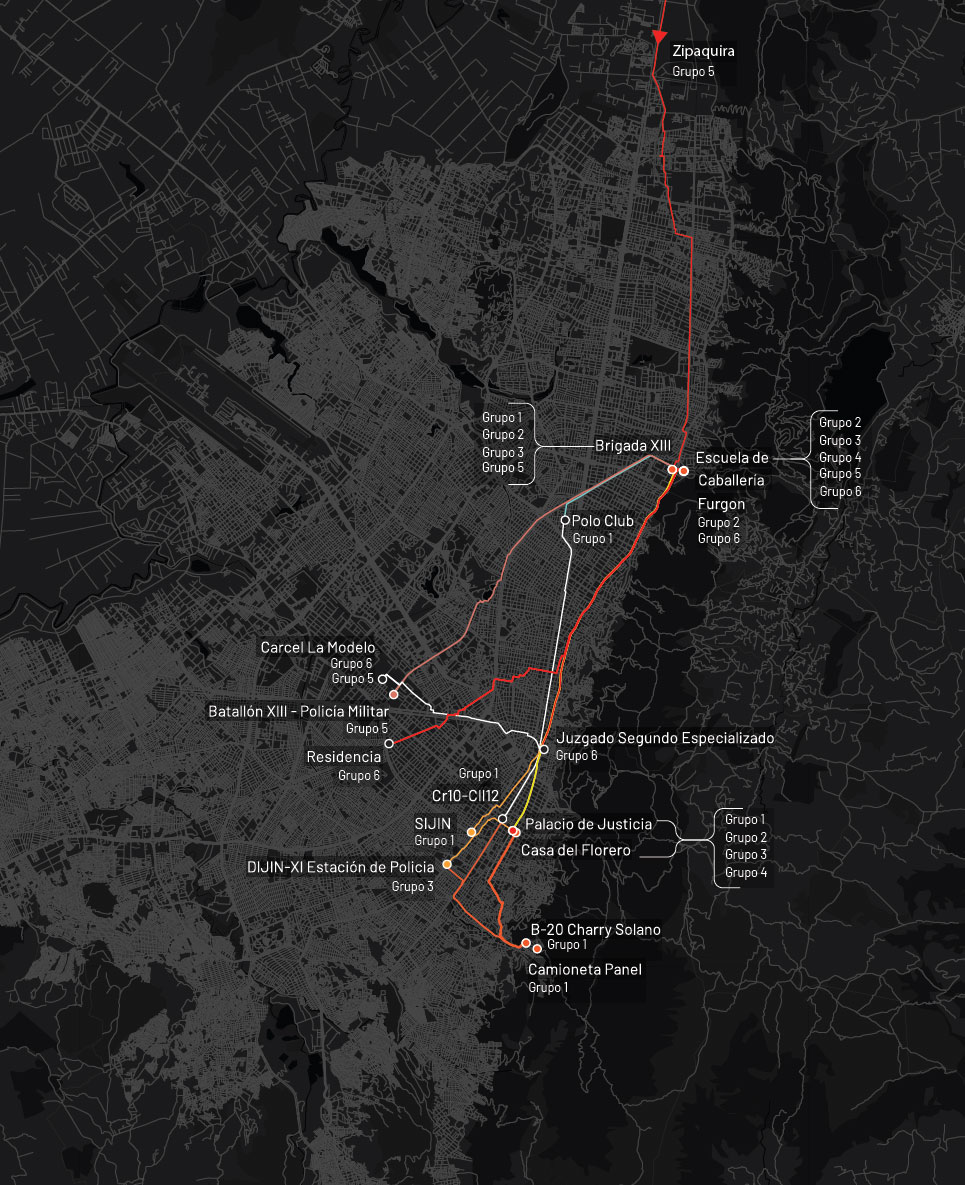 Zipaquira
Grupo 5
Grupo 1
Grupo 2
Grupo 3
Grupo 5
Brigada XIII
Escuela de
Caballería
Grupo 2
Grupo 3
Grupo 4
Grupo 5
Grupo 6
Furgon
Grupo 2
Grupo 6
Polo Club
Grupo 1
Carcel La Modelo
Grupo 6
Grupo 5
Batallón XIII - Policía Militar
Grupo 5
Residencia
Grupo 6
Juzgado Segundo Especializado
Grupo 6
Grupo 1
Cr10-Cll12
SIJIN
Grupo 1
Palacio de Justicia
Casa del Florero
Grupo 1
Grupo 2
Grupo 3
Grupo 4
DIJIN-XI Estación de Policia
Grupo 3
B-20 Charry Solano
Grupo 1
Camioneta Panel
Grupo 1